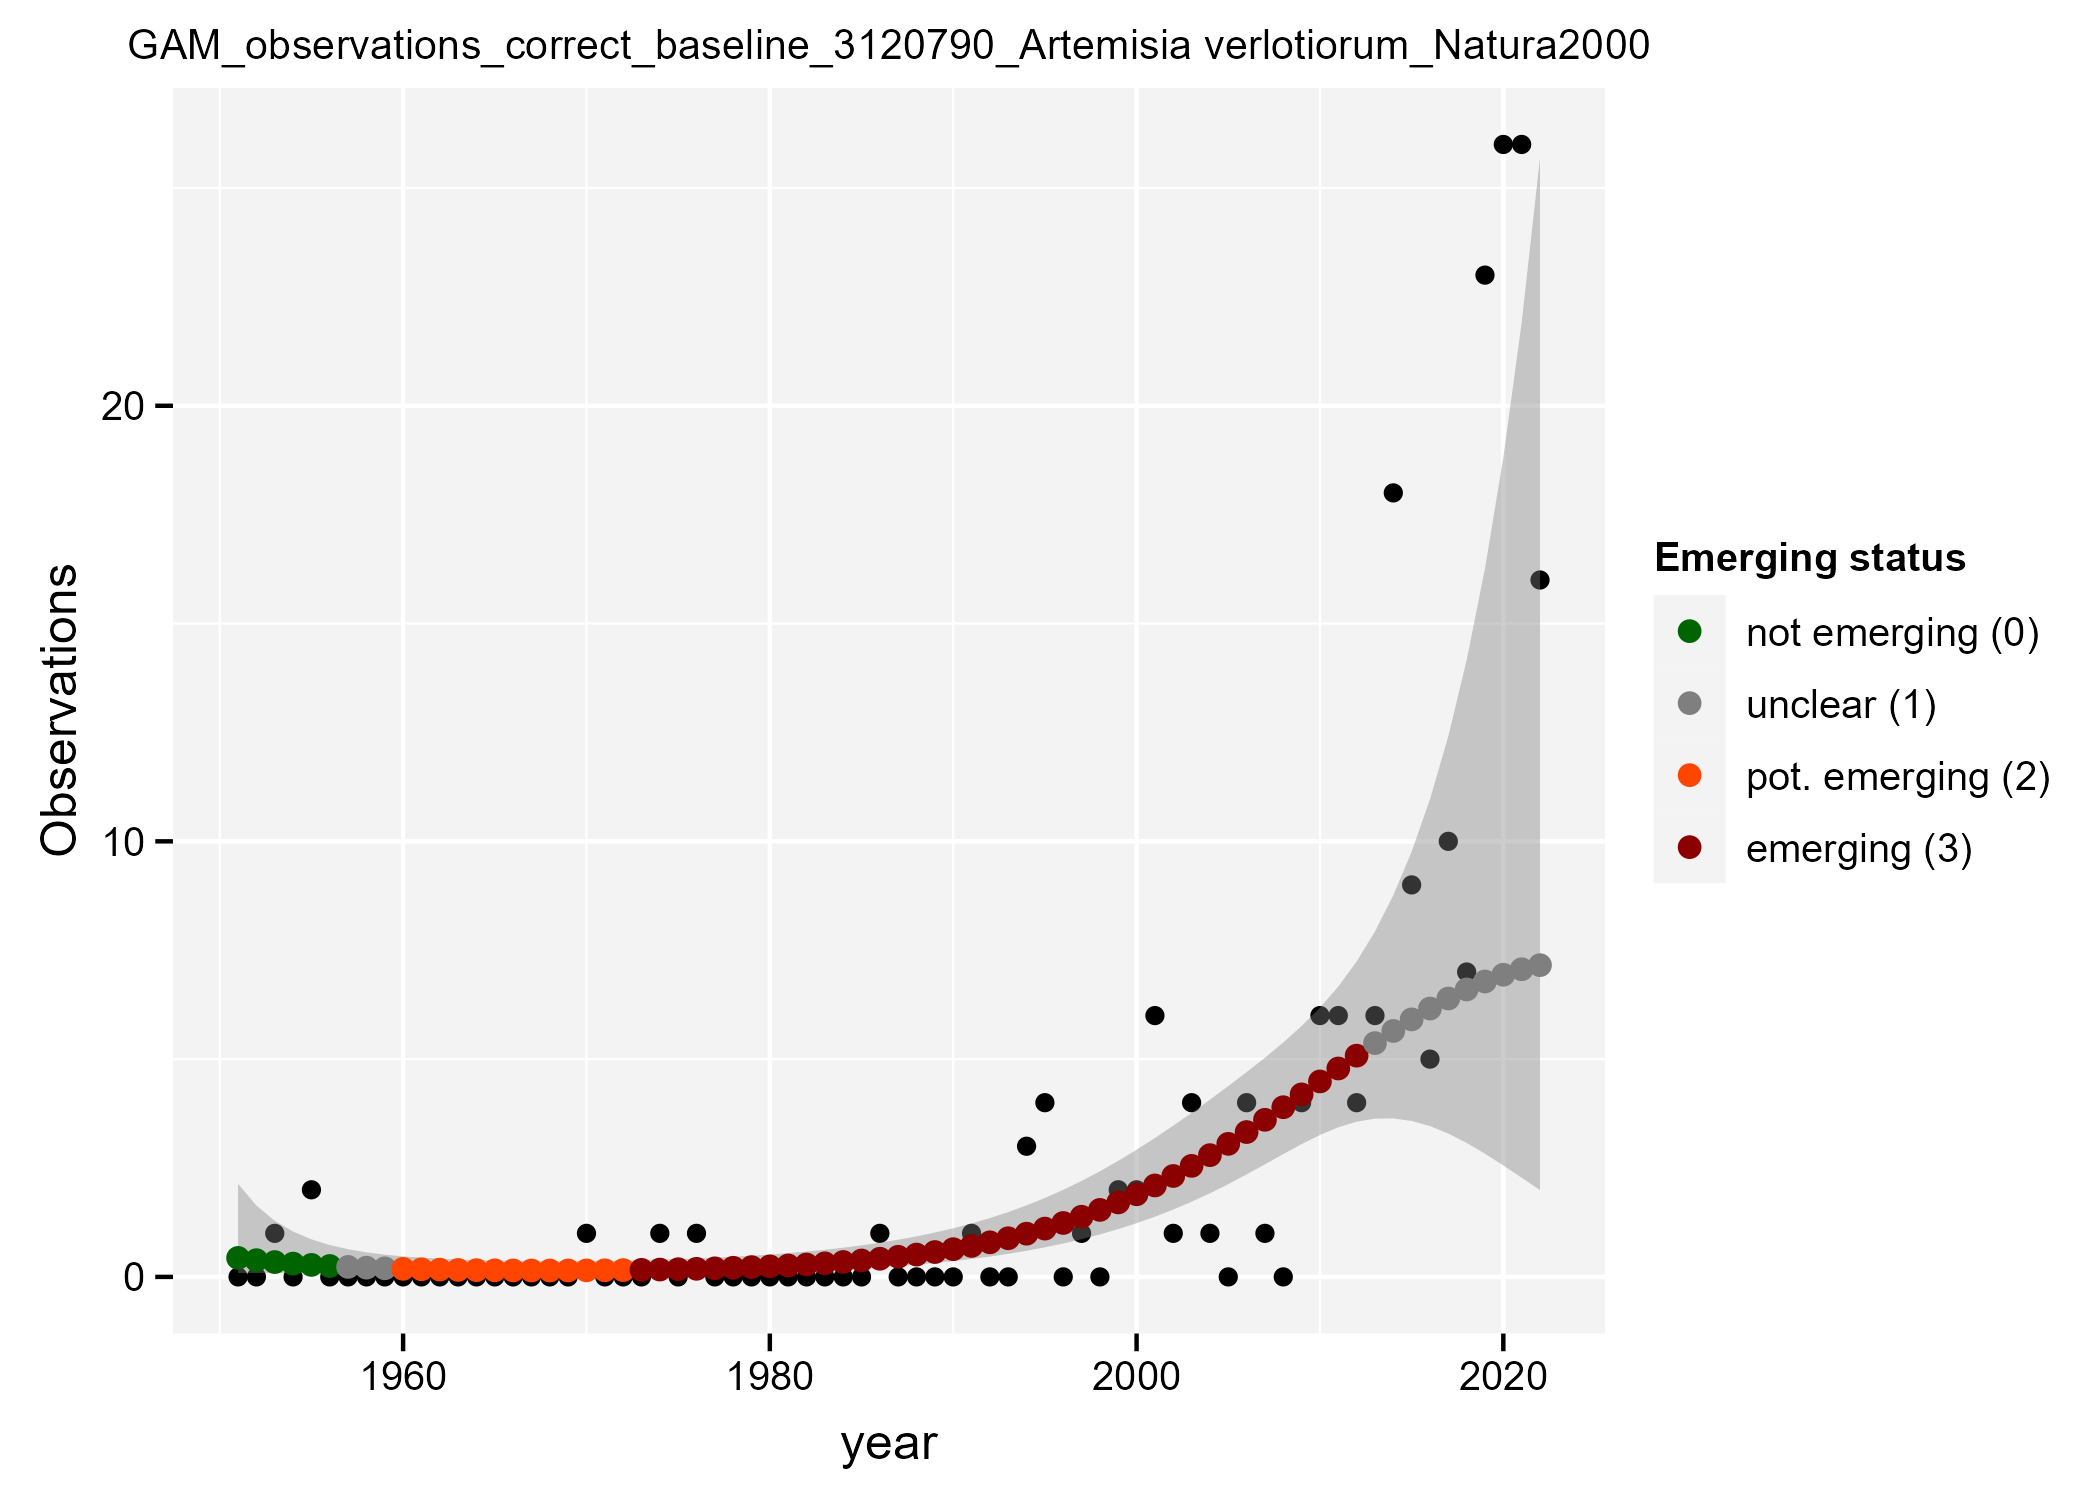 GAM_observations_correct_baseline_3120790_Artemisia verlotiorum_Natura2000
Observations
20
10
0
1960
1980
2000
2020
year
Emerging status
not emerging (0)
unclear (1)
pot. emerging (2)
emerging (3)